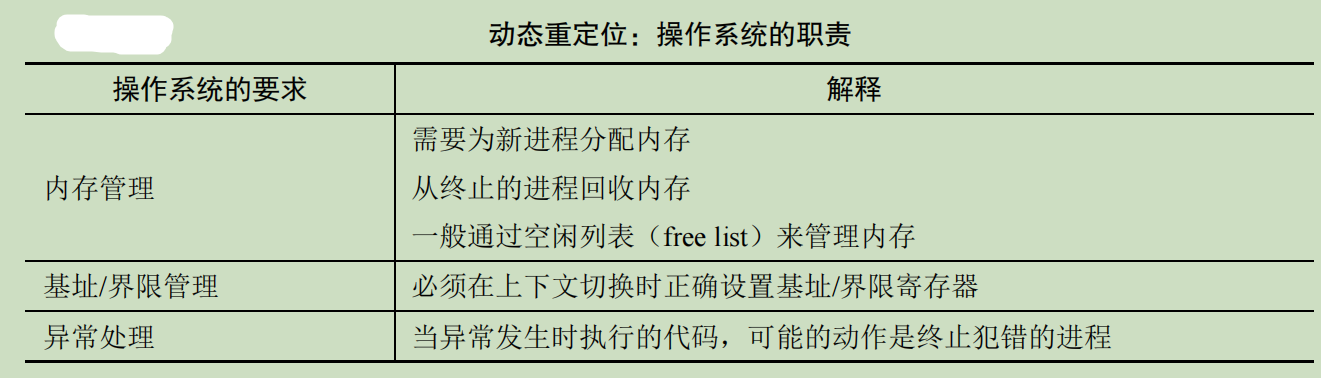 动态重定位：操作系统的职责
操作系统的要求 解释
内存管理
需要为新进程分配内存
从终止的进程回收内存
一般通过空闲列表（free list）来管理内存
基址/界限管理 必须在上下文切换时正确设置基址/界限寄存器
异常处理 当异常发生时执行的代码，可能的动作是终止犯错的进程